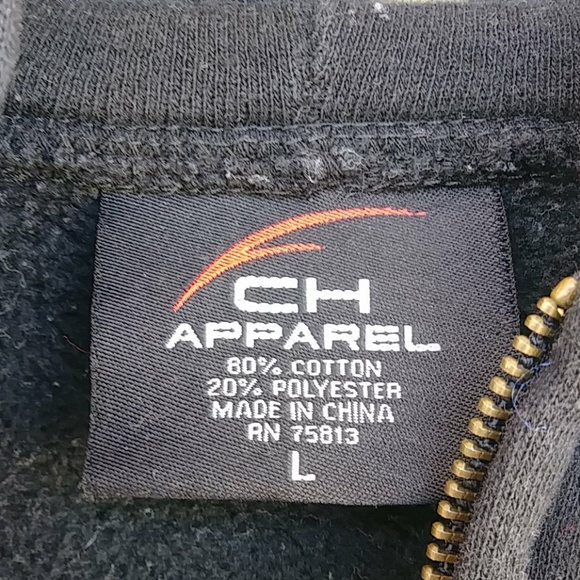 CH
APPAREL
80% COTTON
20% POLYESTER
MADE IN CHINA
RN 75813
L